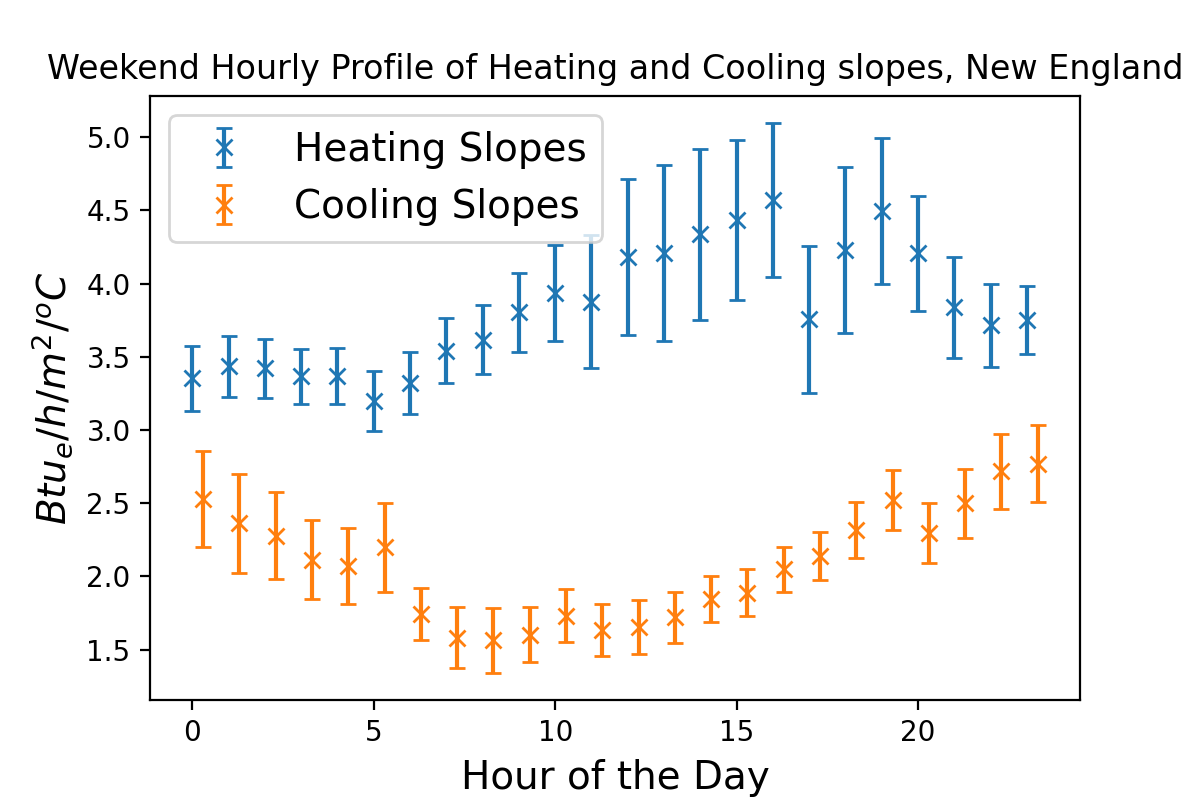 Weekend Hourly Profile of Heating and Cooling slopes, New England
Heating Slopes
Cooling Slopes
5.0
4.5
4.0
3.5
3.0
2.5
2.0
1.5
Btu_e/h/m²/°C
0 5 10 15 20
Hour of the Day